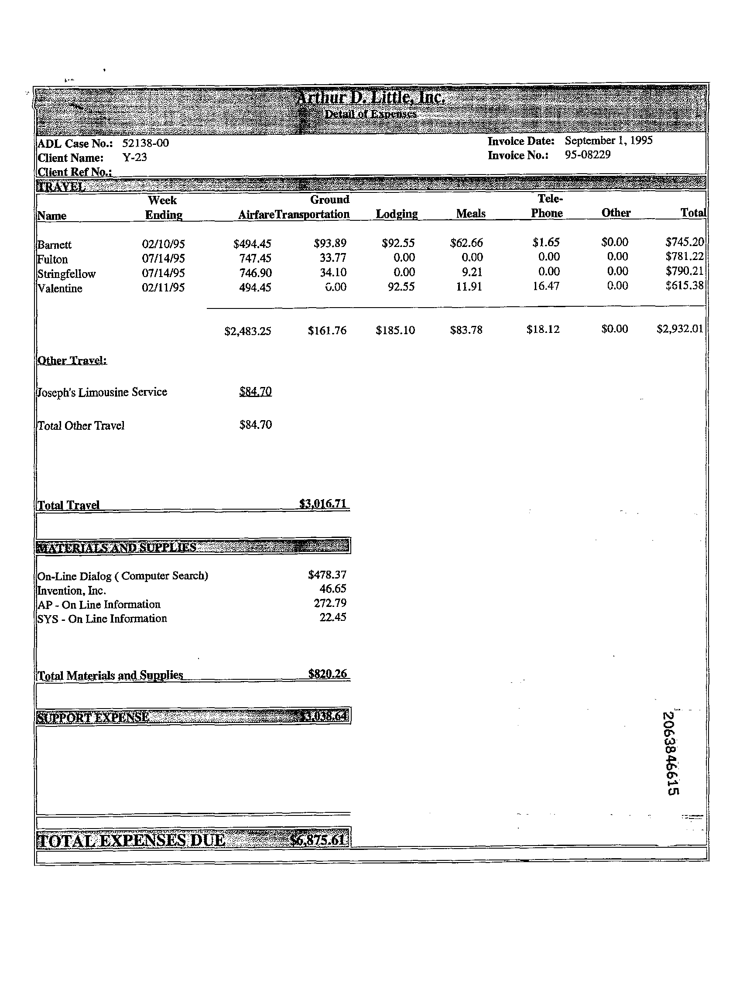 Arthur D. Little, Inc.
Detail of Expenses
ADL Case No.: 52138-00 Invoice Date: September 1, 1995
Client Name: Y-23 Invoice No.: 95-08229
Client Ref No.:
TRAVEL
Week Ground Tele-
Name Ending Airfare Transportation Lodging Meals Phone Other Total
Barnett 02/10/95 $494.45 $93.89 $92.55 $62.66 $1.65 $0.00 $745.20
Fulton 07/14/95 747.45 33.77 0.00 0.00 0.00 0.00 $781.22
Stringfellow 07/14/95 746.90 34.10 0.00 9.21 0.00 0.00 $790.21
Valentine 02/11/95 494.45 0.00 92.55 11.91 16.47 0.00 $615.38
$2,483.25 $161.76 $185.10 $83.78 $18.12 $0.00 $2,932.01
Other Travel:
Joseph's Limousine Service $84.70
Total Other Travel $84.70
Total Travel $3,016.71
MATERIALS AND SUPPLIES
On-Line Dialog ( Computer Search) $478.37
Invention, Inc. 46.65
AP - On Line Information 272.79
SYS - On Line Information 22.45
Total Materials and Supplies $820.26
SUPPORT EXPENSE $3,038.64
2063846615
TOTAL EXPENSES DUE $6,875.61